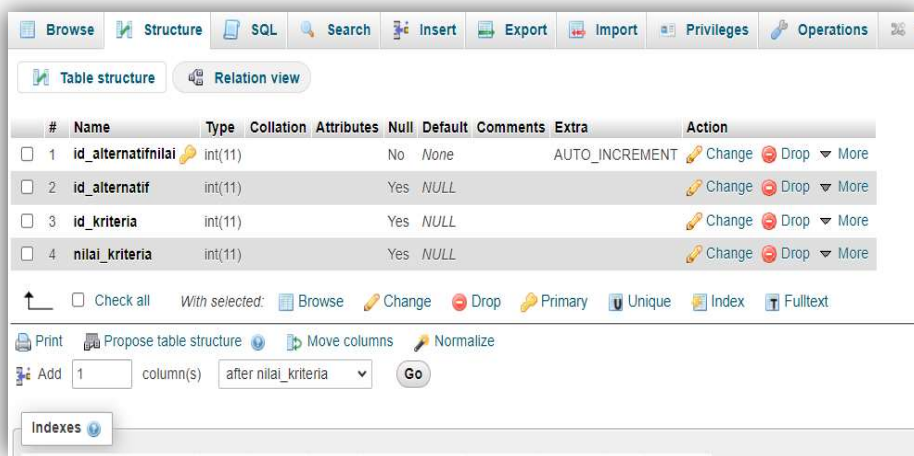 Browse Structure SQL Search Insert Export Import Privileges Operations
Table structure Relation view
# Name Type Collation Attributes Null Default Comments Extra Action
1 id_alternatifnilai int(11) No None AUTO_INCREMENT Change Drop More
2 id_alternatif int(11) Yes NULL Change Drop More
3 id_kriteria int(11) Yes NULL Change Drop More
4 nilai_kriteria int(11) Yes NULL Change Drop More
Check all With selected: Browse Change Drop Primary Unique Index Fulltext
Print Propose table structure Move columns Normalize
Add 1 column(s) after nilai_kriteria Go
Indexes